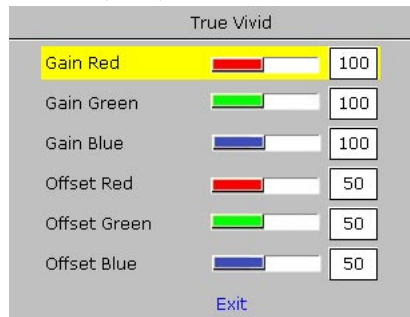 True Vivid
Gain Red 100
Gain Green 100
Gain Blue 100
Offset Red 50
Offset Green 50
Offset Blue 50
Exit